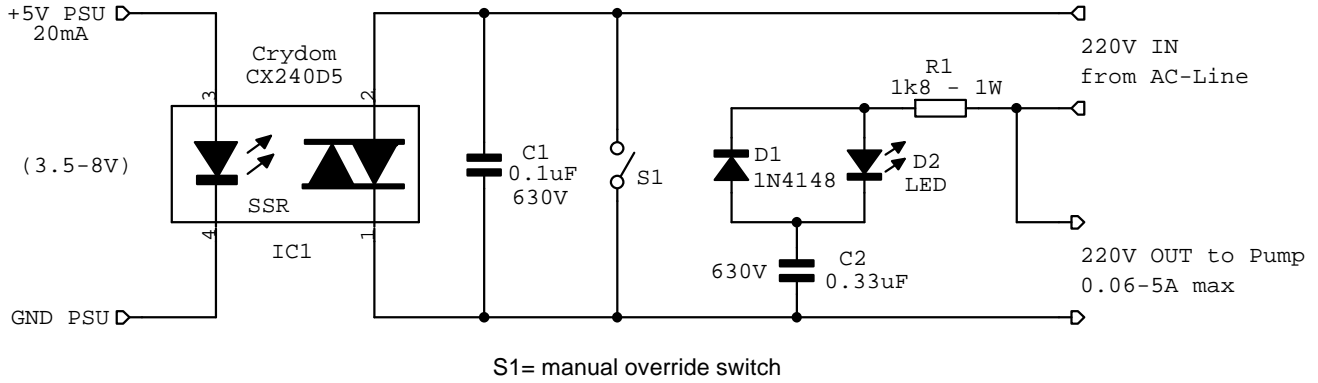 +5V PSU
20mA
Crydom
CX240D5
3
2
(3.5-8V)
SSR
4
1
IC1
GND PSU
C1
0.1uF
630V
S1
D1
1N4148
D2
LED
R1
1k8 - 1W
630V
C2
0.33uF
220V IN
from AC-Line
220V OUT to Pump
0.06-5A max
S1= manual override switch